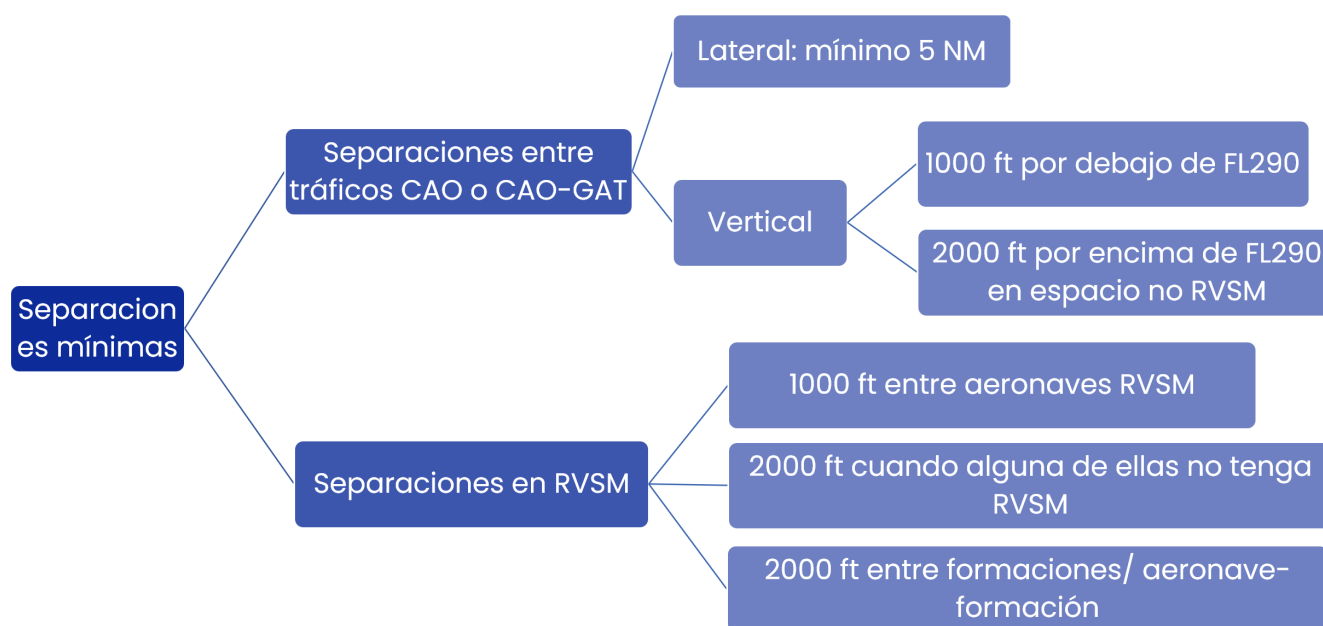 Lateral: mínimo 5 NM
Separaciones entre
tráficos CAO o CAO-GAT
1000 ft por debajo de FL290
Vertical
2000 ft por encima de FL290
en espacio no RVSM
Separacion
es mínimas
1000 ft entre aeronaves RVSM
Separaciones en RVSM
2000 ft cuando alguna de ellas no tenga
RVSM
2000 ft entre formaciones/ aeronave-
formación